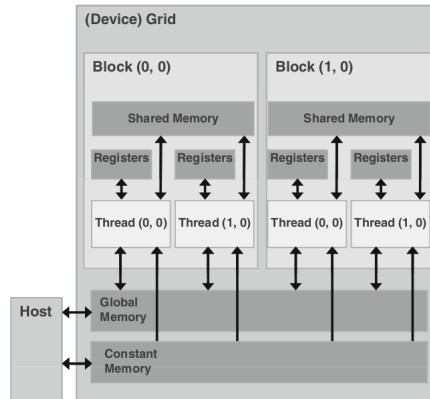 (Device) Grid
Block (0, 0)
Block (1, 0)
Shared Memory
Shared Memory
Registers
Registers
Registers
Registers
Thread (0, 0)
Thread (1, 0)
Thread (0, 0)
Thread (1, 0)
Host
Global
Memory
Constant
Memory